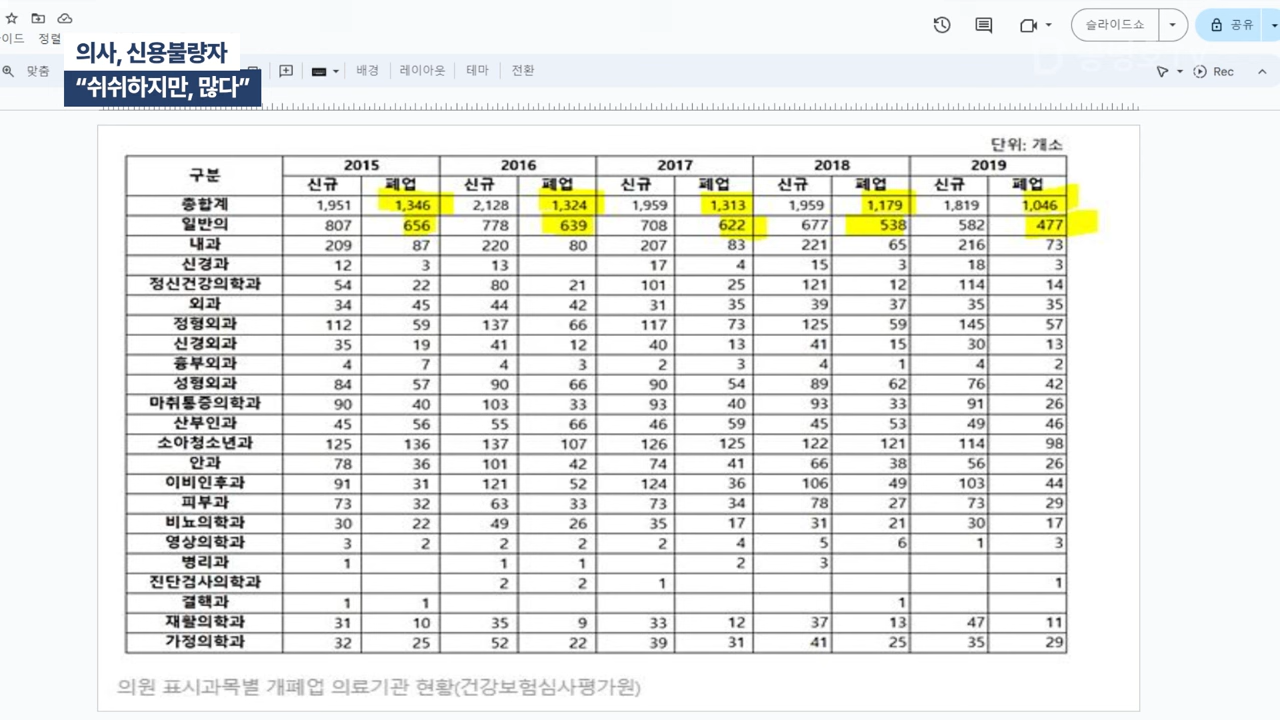 슬라이드쇼
공유
이드 정렬
의사, 신용불량자
“쉬쉬하지만, 많다”
맞춤
배경
레이아웃
테마
전환
Rec
단위: 개소
구분 2015 2016 2017 2018 2019
신규 폐업 신규 폐업 신규 폐업 신규 폐업 신규 폐업
총합계 1,951 1,346 2,128 1,324 1,959 1,313 1,959 1,179 1,819 1,046
일반의 807 656 778 639 708 622 677 538 582 477
내과 209 87 220 80 207 83 221 65 216 73
신경과 12 3 13 17 4 15 3 18 3
정신건강의학과 54 22 80 21 101 25 121 12 114 14
외과 34 45 44 42 31 35 39 37 35 35
정형외과 112 59 137 66 117 73 125 59 145 57
신경외과 35 19 41 12 40 13 41 15 30 13
흉부외과 4 7 4 3 2 3 4 1 4 2
성형외과 84 57 90 66 90 54 89 62 76 42
마취통증의학과 90 40 103 33 93 40 93 33 91 26
산부인과 45 56 55 66 46 59 45 53 49 46
소아청소년과 125 136 137 107 126 125 122 121 114 98
안과 78 36 101 42 74 41 66 38 56 26
이비인후과 91 31 121 52 124 36 106 49 103 44
피부과 73 32 63 33 73 34 78 27 73 29
비뇨의학과 30 22 49 26 35 17 31 21 30 17
영상의학과 3 2 2 2 2 4 5 6 1 3
병리과 1 1 1 2 3
진단검사의학과 2 2 1 1
결핵과 1 1 1
재활의학과 31 10 35 9 33 12 37 13 47 11
가정의학과 32 25 52 22 39 31 41 25 35 29
의원 표시과목별 개폐업 의료기관 현황(건강보험심사평가원)